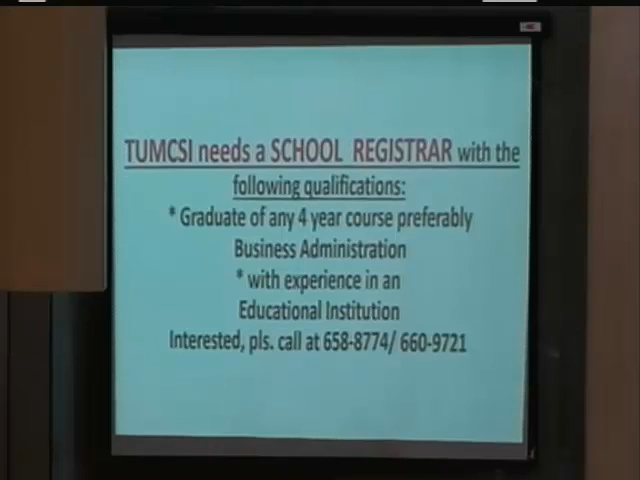 TUMCSI needs a SCHOOL REGISTRAR with the
following qualifications:
* Graduate of any 4 year course preferably
Business Administration
* with experience in an
Educational Institution
Interested, pls. call at 658-8774/ 660-9721